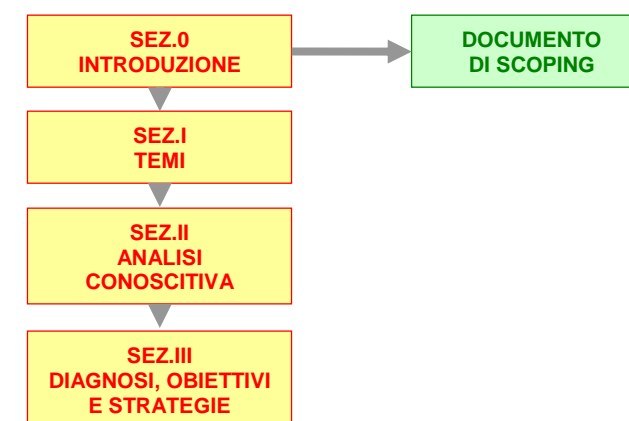 SEZ.0
INTRODUZIONE
DOCUMENTO
DI SCOPING
SEZ.I
TEMI
SEZ.II
ANALISI
CONOSCITIVA
SEZ.III
DIAGNOSI, OBIETTIVI
E STRATEGIE